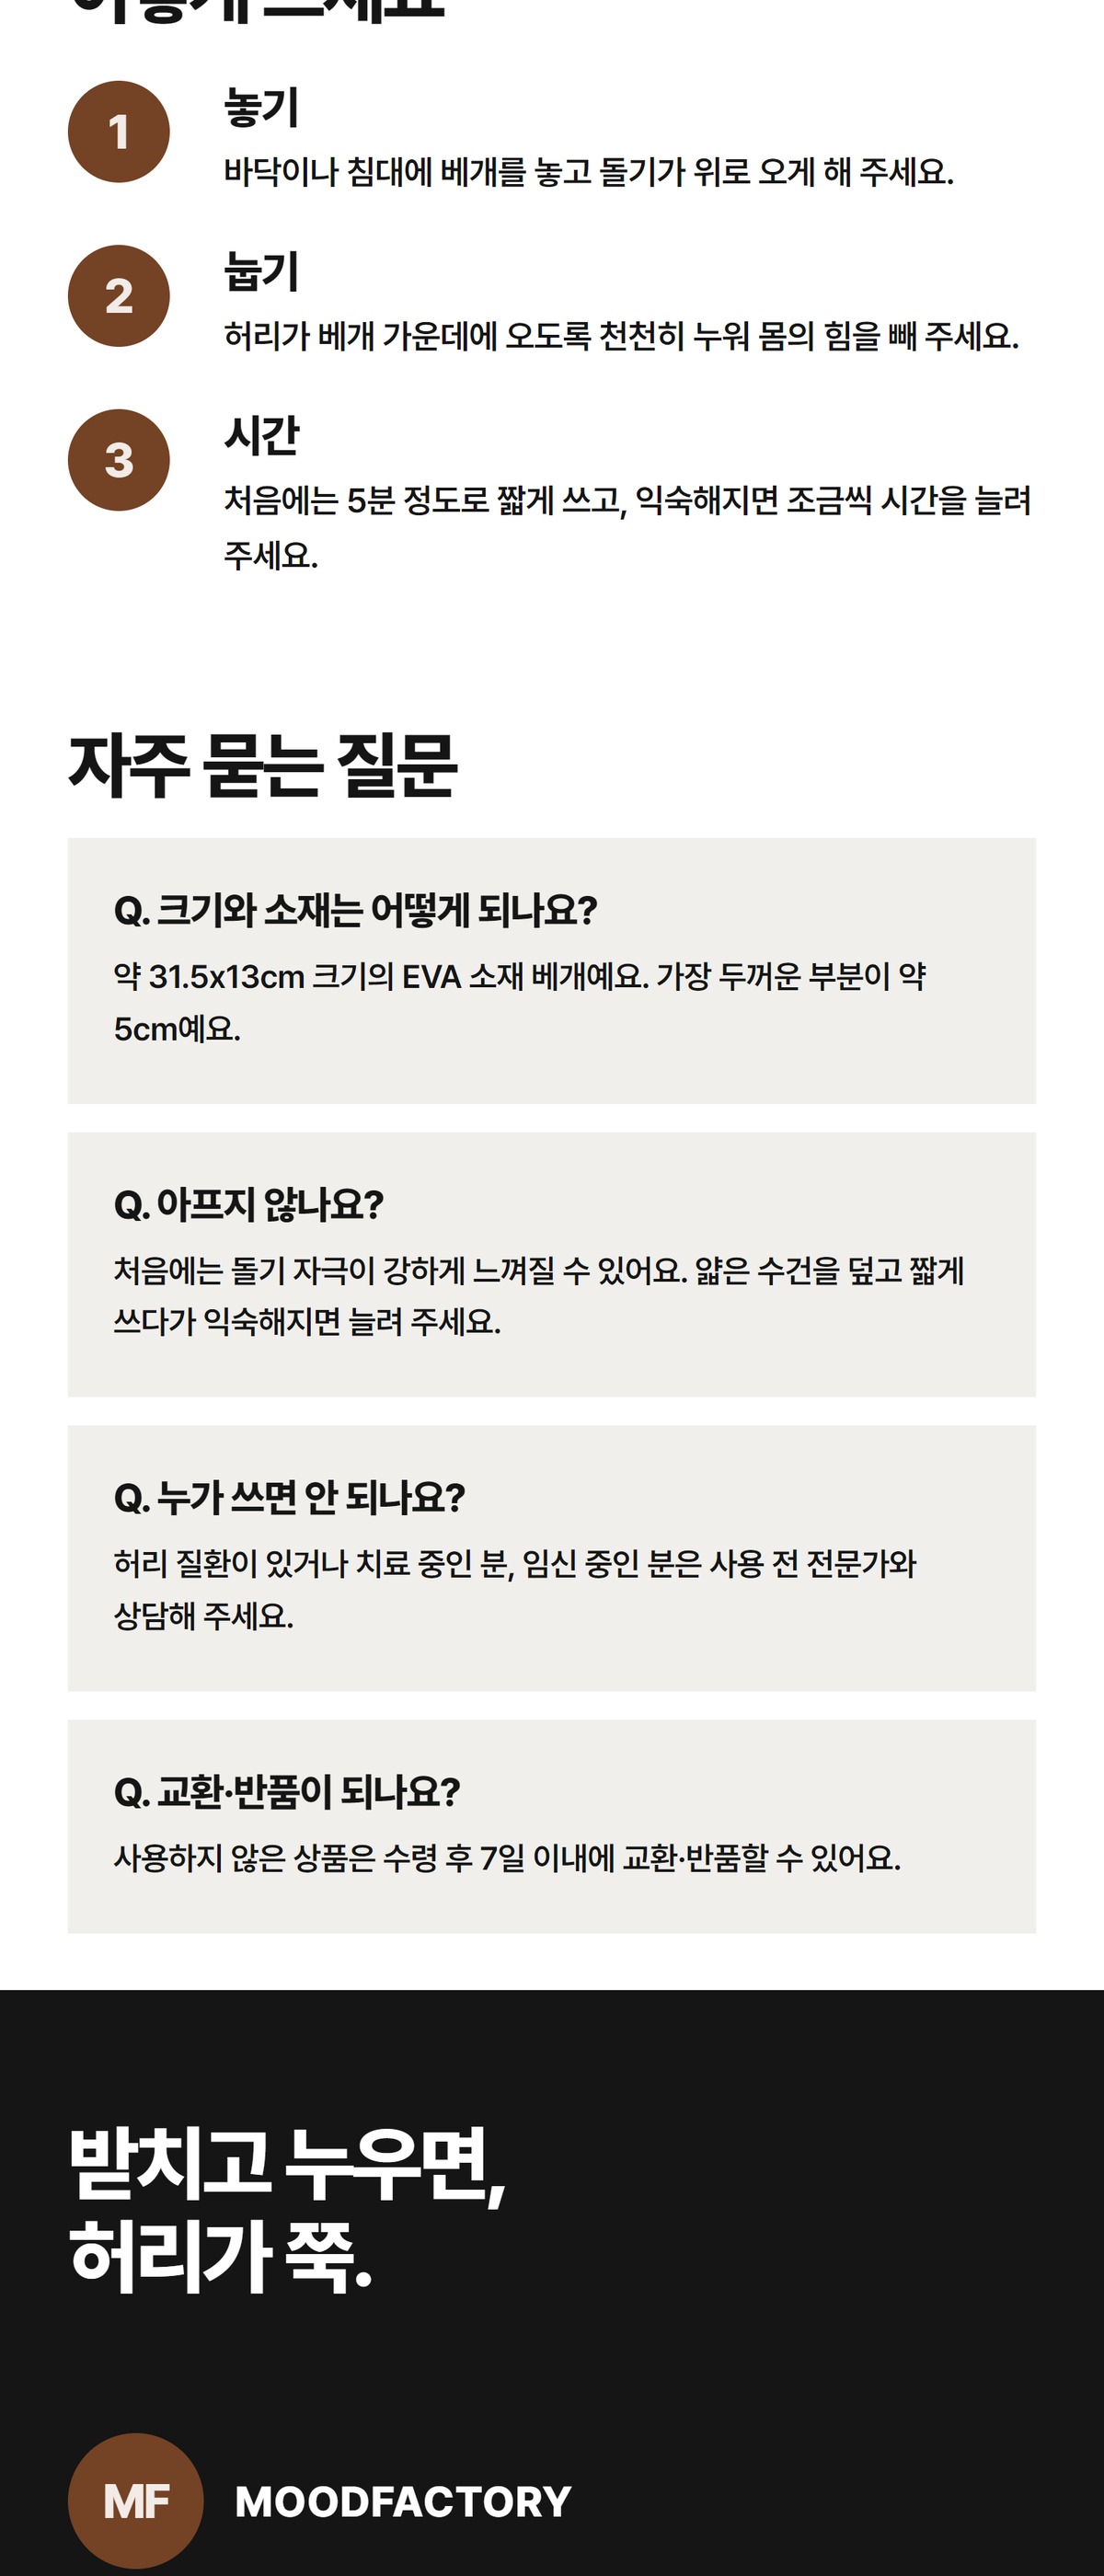 어떻게 쓰세요
1
놓기
바닥이나 침대에 베개를 놓고 돌기가 위로 오게 해 주세요.
2
눕기
허리가 베개 가운데에 오도록 천천히 누워 몸의 힘을 빼 주세요.
3
시간
처음에는 5분 정도로 짧게 쓰고, 익숙해지면 조금씩 시간을 늘려
주세요.
자주 묻는 질문
Q. 크기와 소재는 어떻게 되나요?
약 31.5x13cm 크기의 EVA 소재 베개예요. 가장 두꺼운 부분이 약
5cm예요.
Q. 아프지 않나요?
처음에는 돌기 자극이 강하게 느껴질 수 있어요. 얇은 수건을 덮고 짧게
쓰다가 익숙해지면 늘려 주세요.
Q. 누가 쓰면 안 되나요?
허리 질환이 있거나 치료 중인 분, 임신 중인 분은 사용 전 전문가와
상담해 주세요.
Q. 교환·반품이 되나요?
사용하지 않은 상품은 수령 후 7일 이내에 교환·반품할 수 있어요.
받치고 누우면,
허리가 쭉.
MF
MOODFACTORY